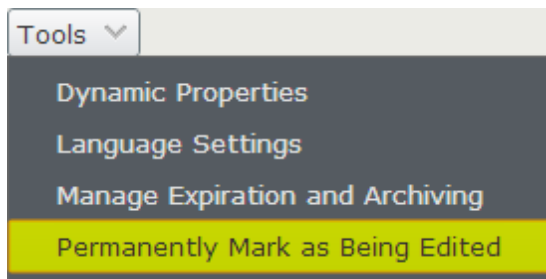 Tools
Dynamic Properties
Language Settings
Manage Expiration and Archiving
Permanently Mark as Being Edited